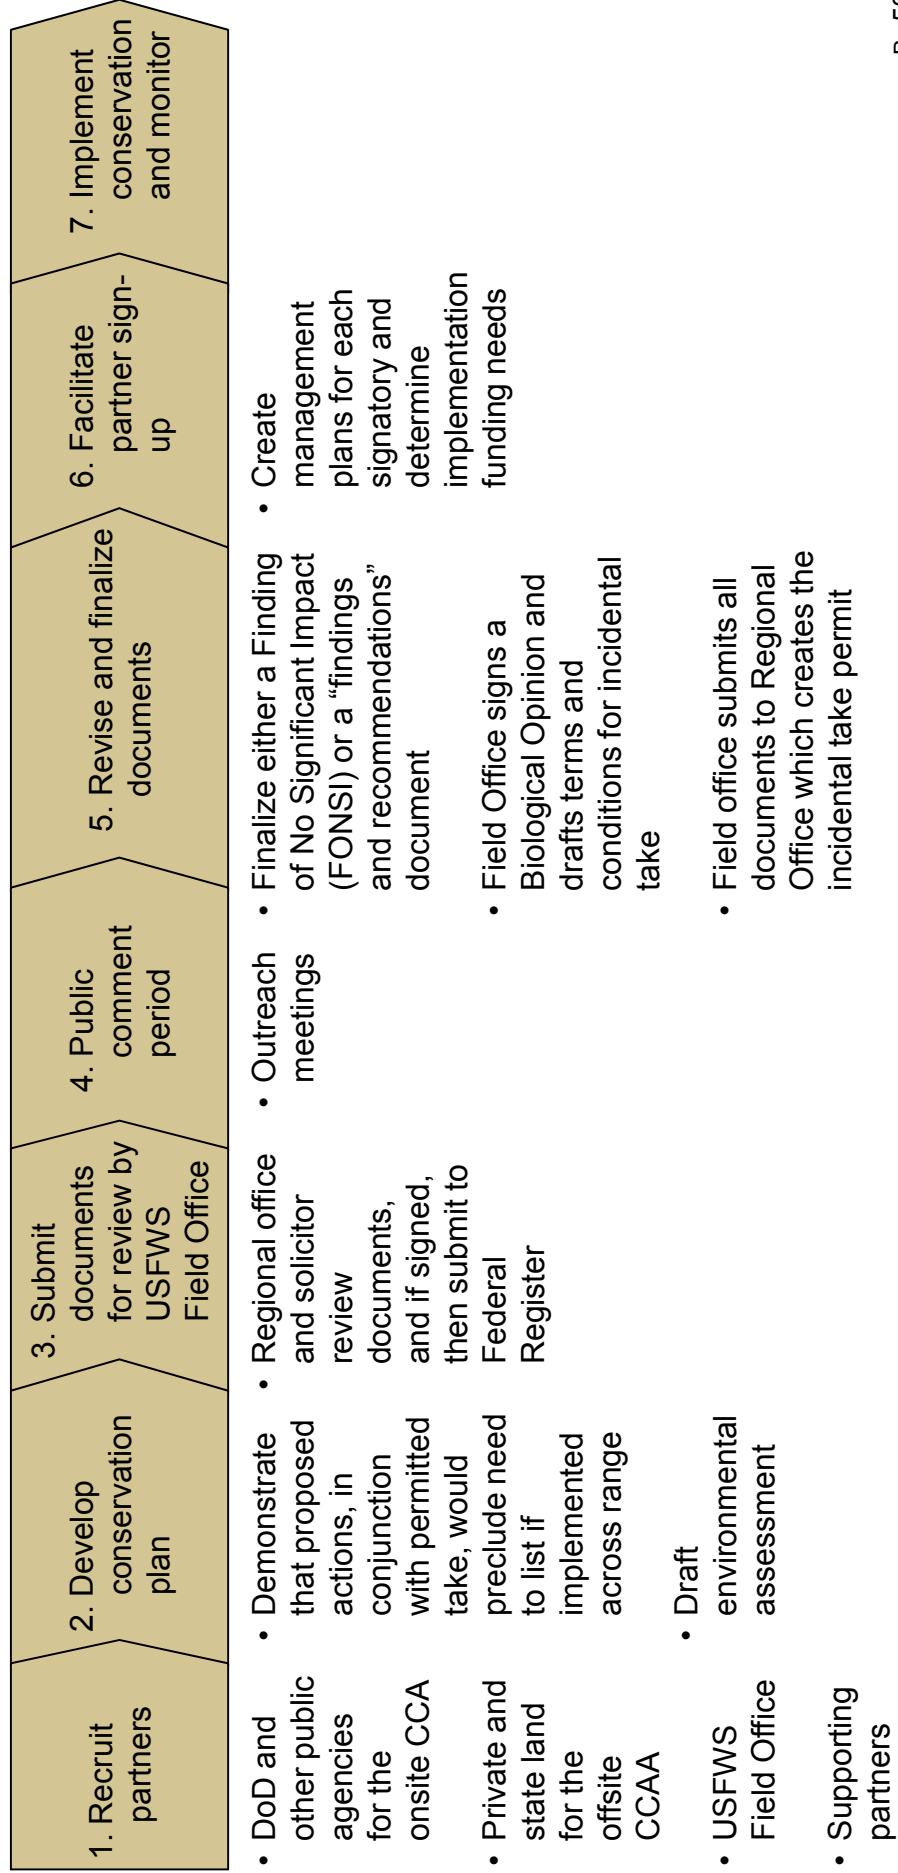 1. Recruit
partners
2. Develop
conservation
plan
3. Submit
documents
for review by
USFWS
Field Office
4. Public
comment
period
5. Revise and finalize
documents
6. Facilitate
partner sign-
up
7. Implement
conservation
and monitor
• DoD and
other public
agencies
for the
onsite CCA
• Private and
state land
for the
offsite
CCAA
• USFWS
Field Office
• Supporting
partners
• Demonstrate
that proposed
actions, in
conjunction
with permitted
take, would
preclude need
to list if
implemented
across range
• Draft
environmental
assessment
• Regional office
and solicitor
review
documents,
and if signed,
then submit to
Federal
Register
• Outreach
meetings
• Finalize either a Finding
of No Significant Impact
(FONSI) or a “findings
and recommendations”
document
• Field Office signs a
Biological Opinion and
drafts terms and
conditions for incidental
take
• Field office submits all
documents to Regional
Office which creates the
incidental take permit
• Create
management
plans for each
signatory and
determine
implementation
funding needs